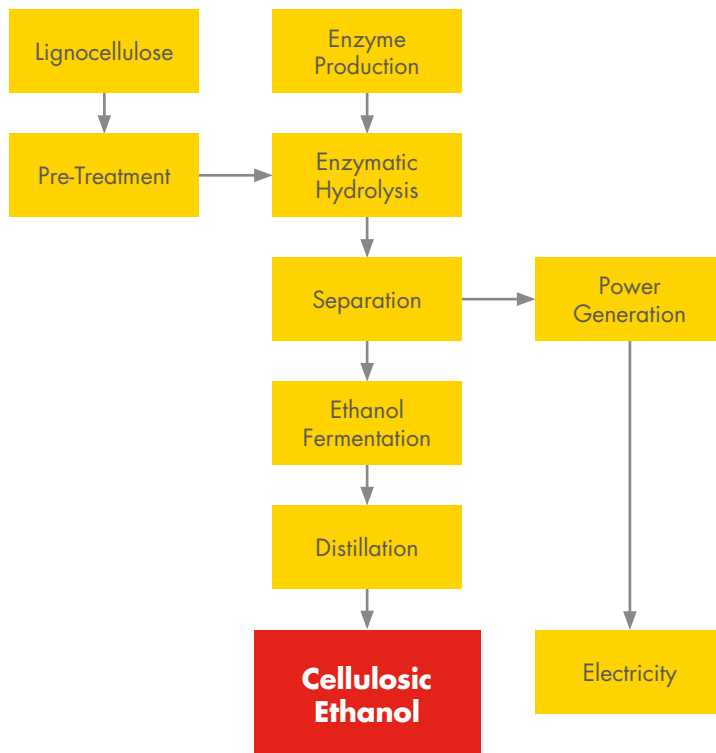 Lignocellulose
Enzyme
Production
Pre-Treatment
Enzymatic
Hydrolysis
Separation
Power
Generation
Ethanol
Fermentation
Distillation
Cellulosic
Ethanol
Electricity